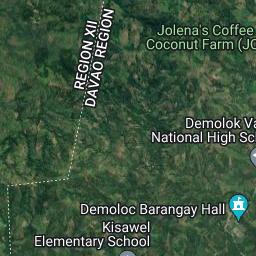 Jolena's Coffee
Coconut Farm (JC
REGION XII
DAVAO REGION
Demolok Va
National High Sch
Demoloc Barangay Hall
Kisawel
Elementary School